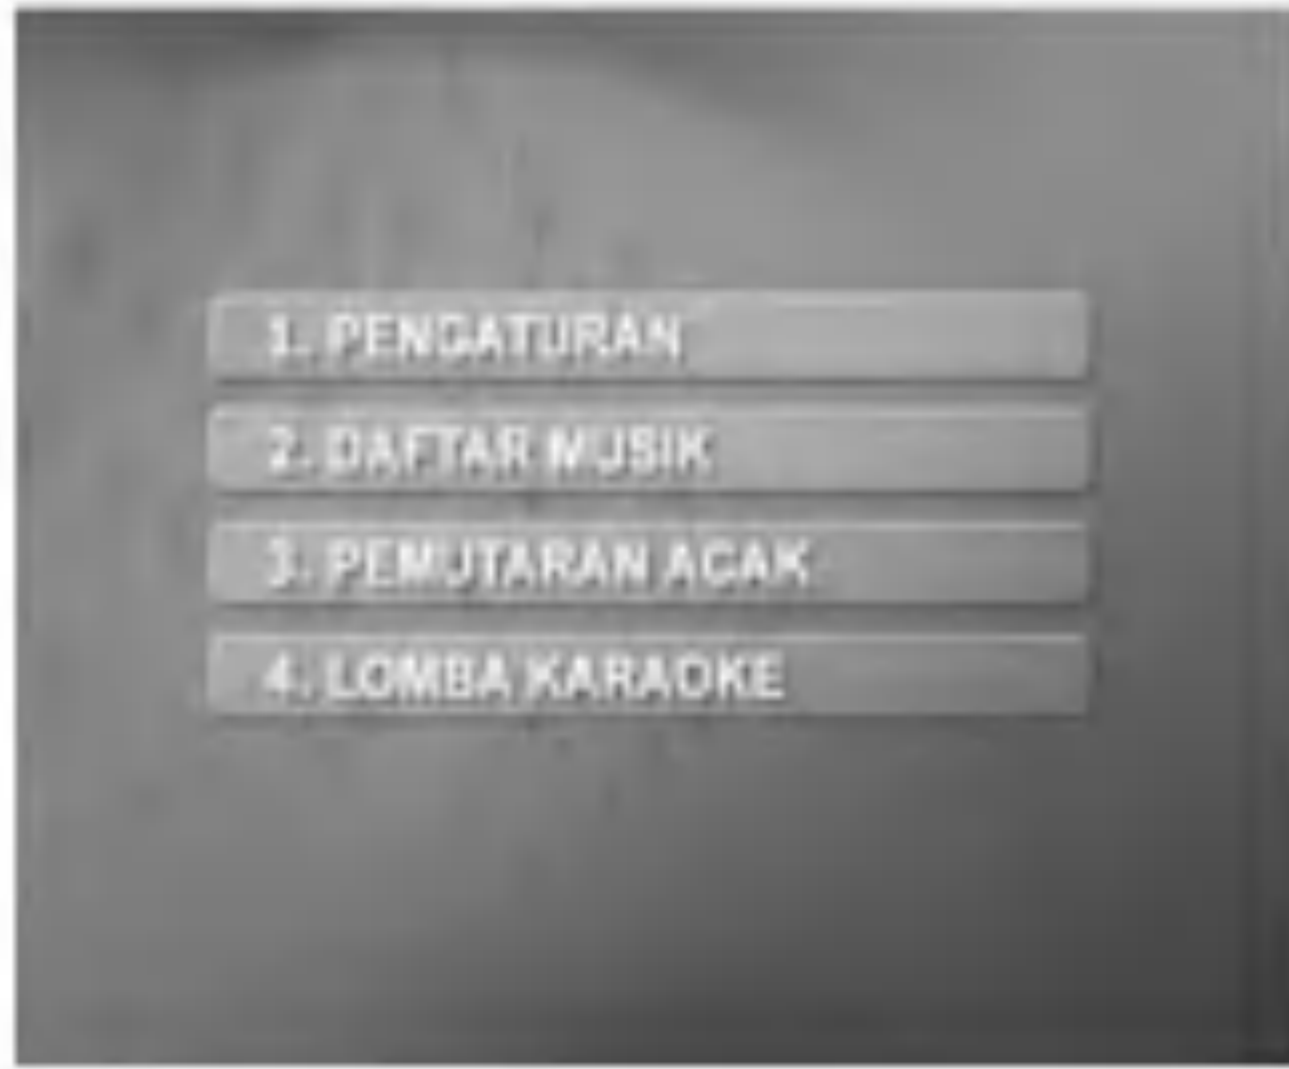 1. PENGATURAN
2. DAFTAR MUSIK
3. PEMUTARAN ACAK
4. LOMBA KARAOKE